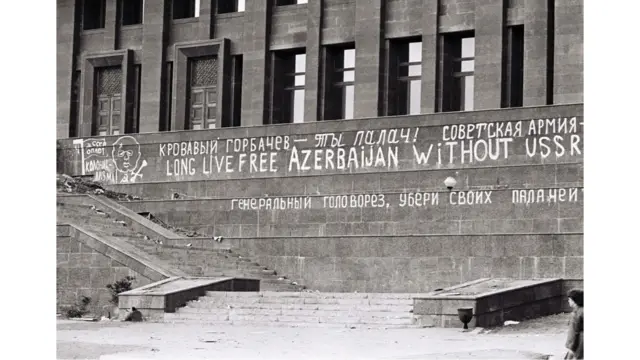 КРОВАВЫЙ ГОРБАЧЕВ — ТЫ ПАЛАЧ! СОВЕТСКАЯ АРМИЯ-
LONG LIVE FREE AZERBAIJAN WITHOUT USSR
ГЕНЕРАЛЬНЫЙ ГОЛОВОРЕЗ, УБЕРИ СВОИХ ПАЛАЧЕЙ